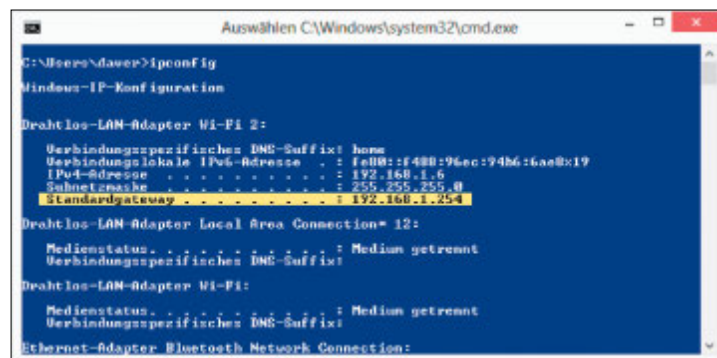 Auswählen C:\Windows\system32\cmd.exe
C:\Users\dawer>ipconfig
Windows-IP-Konfiguration
Drahtlos-LAN-Adapter Wi-Fi 2:
Verbindungsspezifisches DNS-Suffix: home
Verbindungslokale IPv6-Adresse . : fe80::f488:96ec:94b6:6ae8%19
IPv4-Adresse . . . . . . . . . . : 192.168.1.6
Subnetzmaske . . . . . . . . . . : 255.255.255.0
Standardgateway . . . . . . . . . : 192.168.1.254
Drahtlos-LAN-Adapter Local Area Connection* 12:
Medienstatus. . . . . . . . . . . : Medium getrennt
Verbindungsspezifisches DNS-Suffix:
Drahtlos-LAN-Adapter Wi-Fi:
Medienstatus. . . . . . . . . . . : Medium getrennt
Verbindungsspezifisches DNS-Suffix:
Ethernet-Adapter Bluetooth Network Connection: